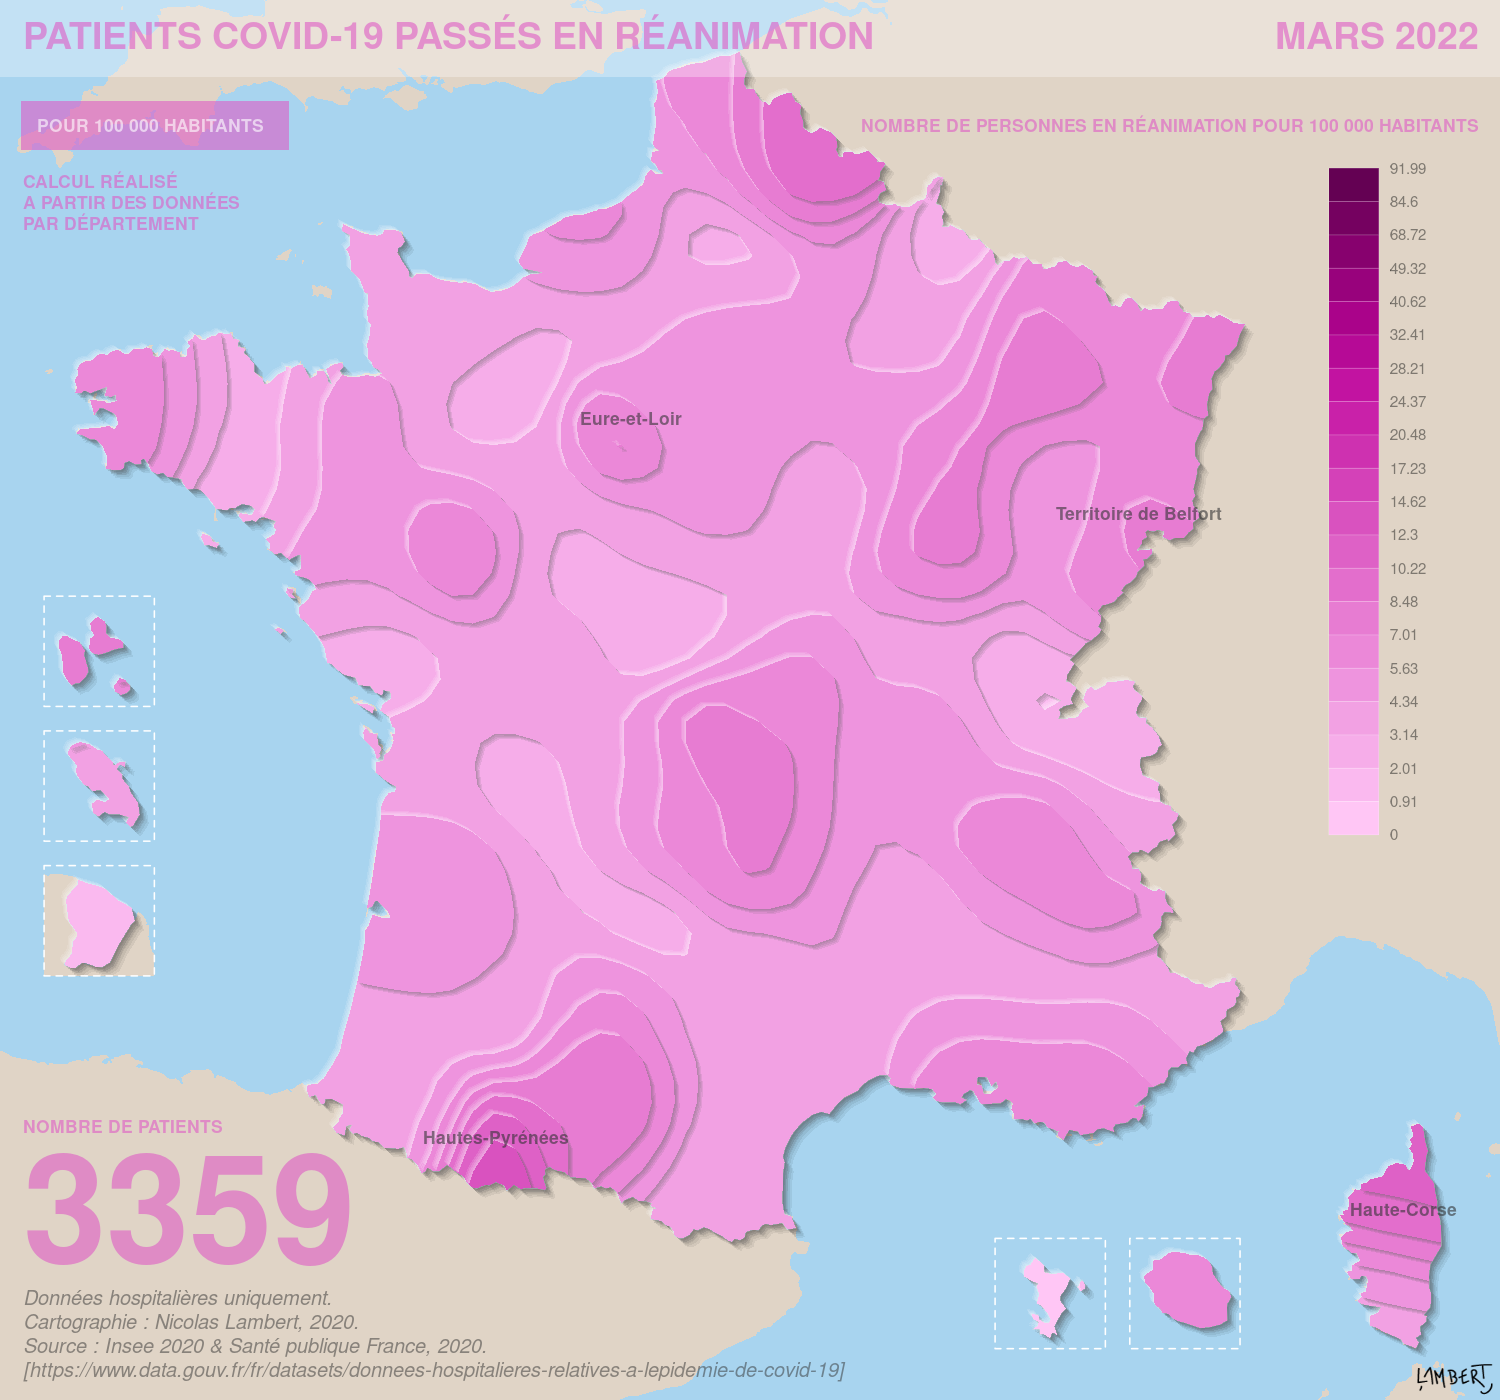 PATIENTS COVID-19 PASSÉS EN RÉANIMATION
MARS 2022
POUR 100 000 HABITANTS
CALCUL RÉALISÉ
A PARTIR DES DONNÉES
PAR DÉPARTEMENT
NOMBRE DE PERSONNES EN RÉANIMATION POUR 100 000 HABITANTS
91.99
84.6
68.72
49.32
40.62
32.41
28.21
24.37
20.48
17.23
14.62
12.3
10.22
8.48
7.01
5.63
4.34
3.14
2.01
0.91
0
Eure-et-Loir
Territoire de Belfort
Hautes-Pyrénées
Haute-Corse
NOMBRE DE PATIENTS
3359
Données hospitalières uniquement.
Cartographie : Nicolas Lambert, 2020.
Source : Insee 2020 & Santé publique France, 2020.
[https://www.data.gouv.fr/fr/datasets/donnees-hospitalieres-relatives-a-lepidemie-de-covid-19]
LAMBERT